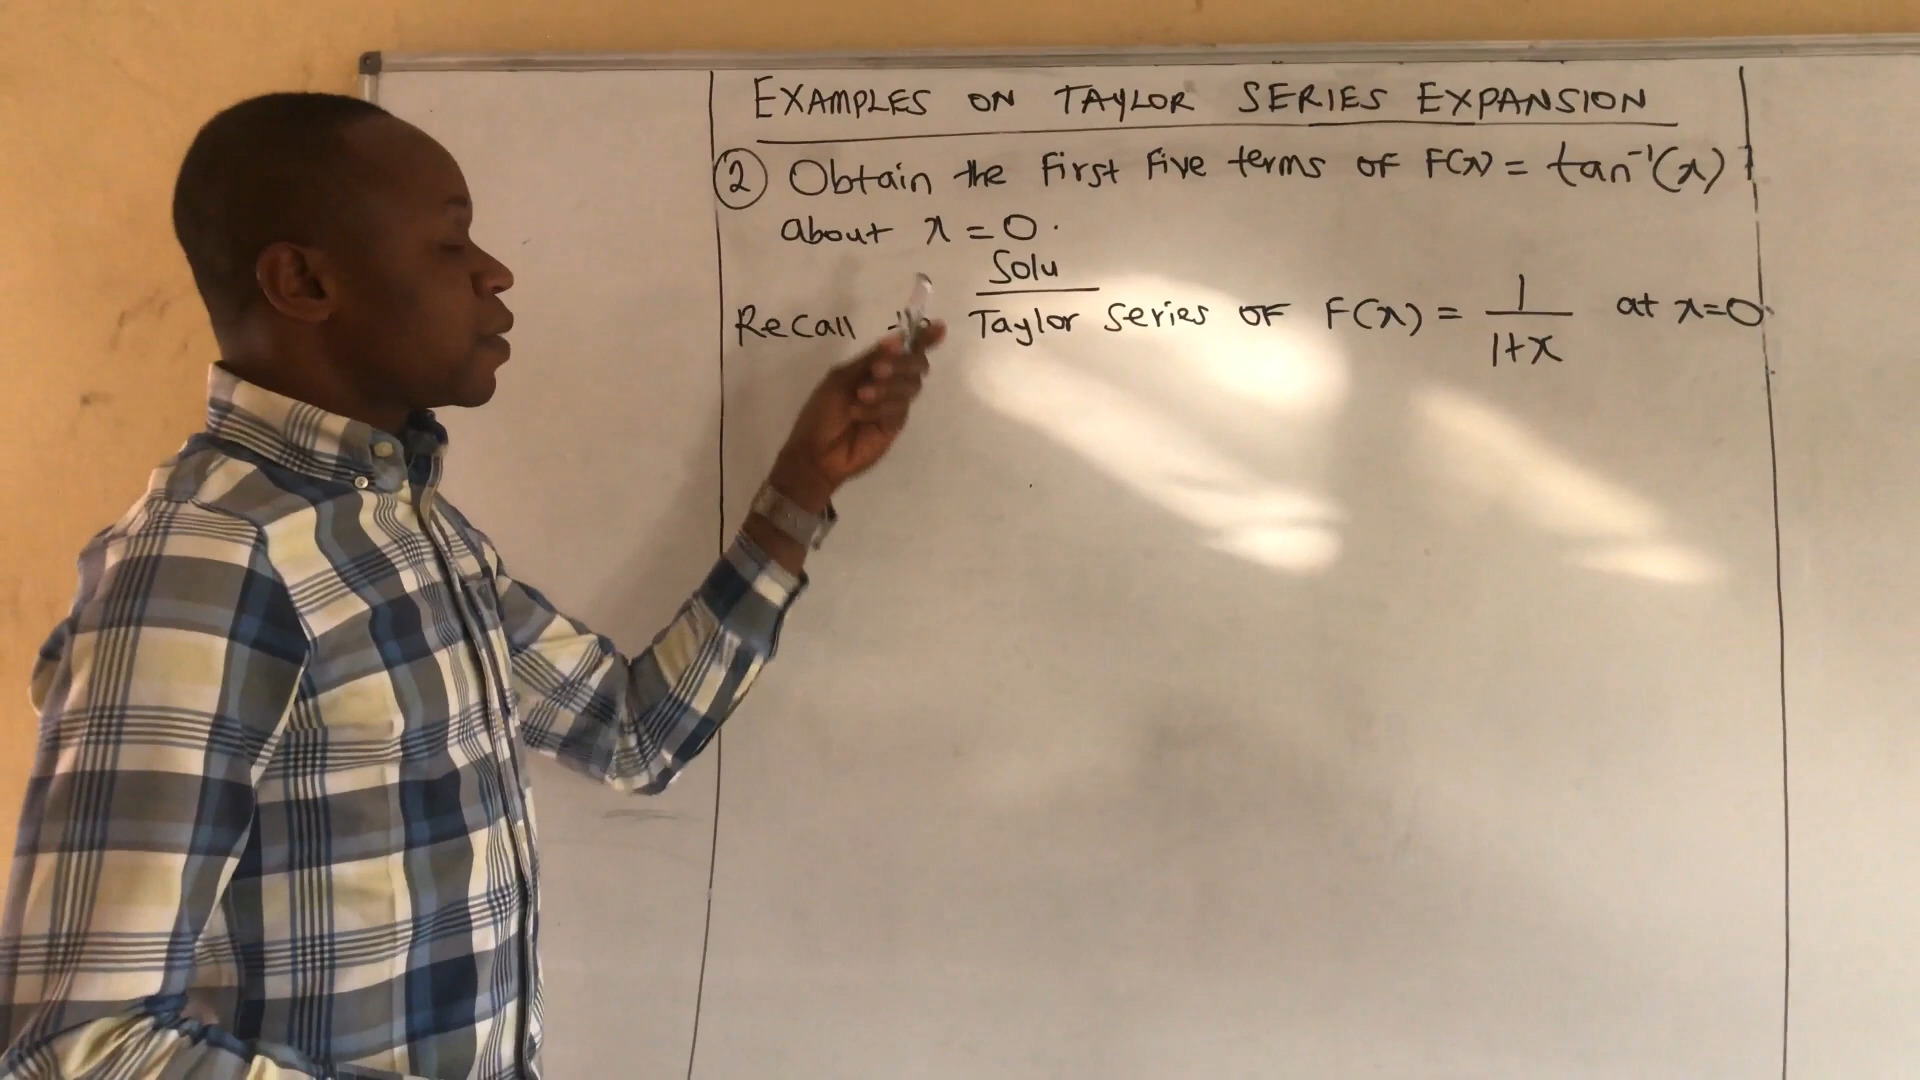 EXAMPLES ON TAYLOR SERIES EXPANSION
② Obtain the First Five terms of F(x) = tan⁻¹(x)
about x = 0.
Solu
Recall Taylor Series of F(x) = 1/(1+x) at x=0